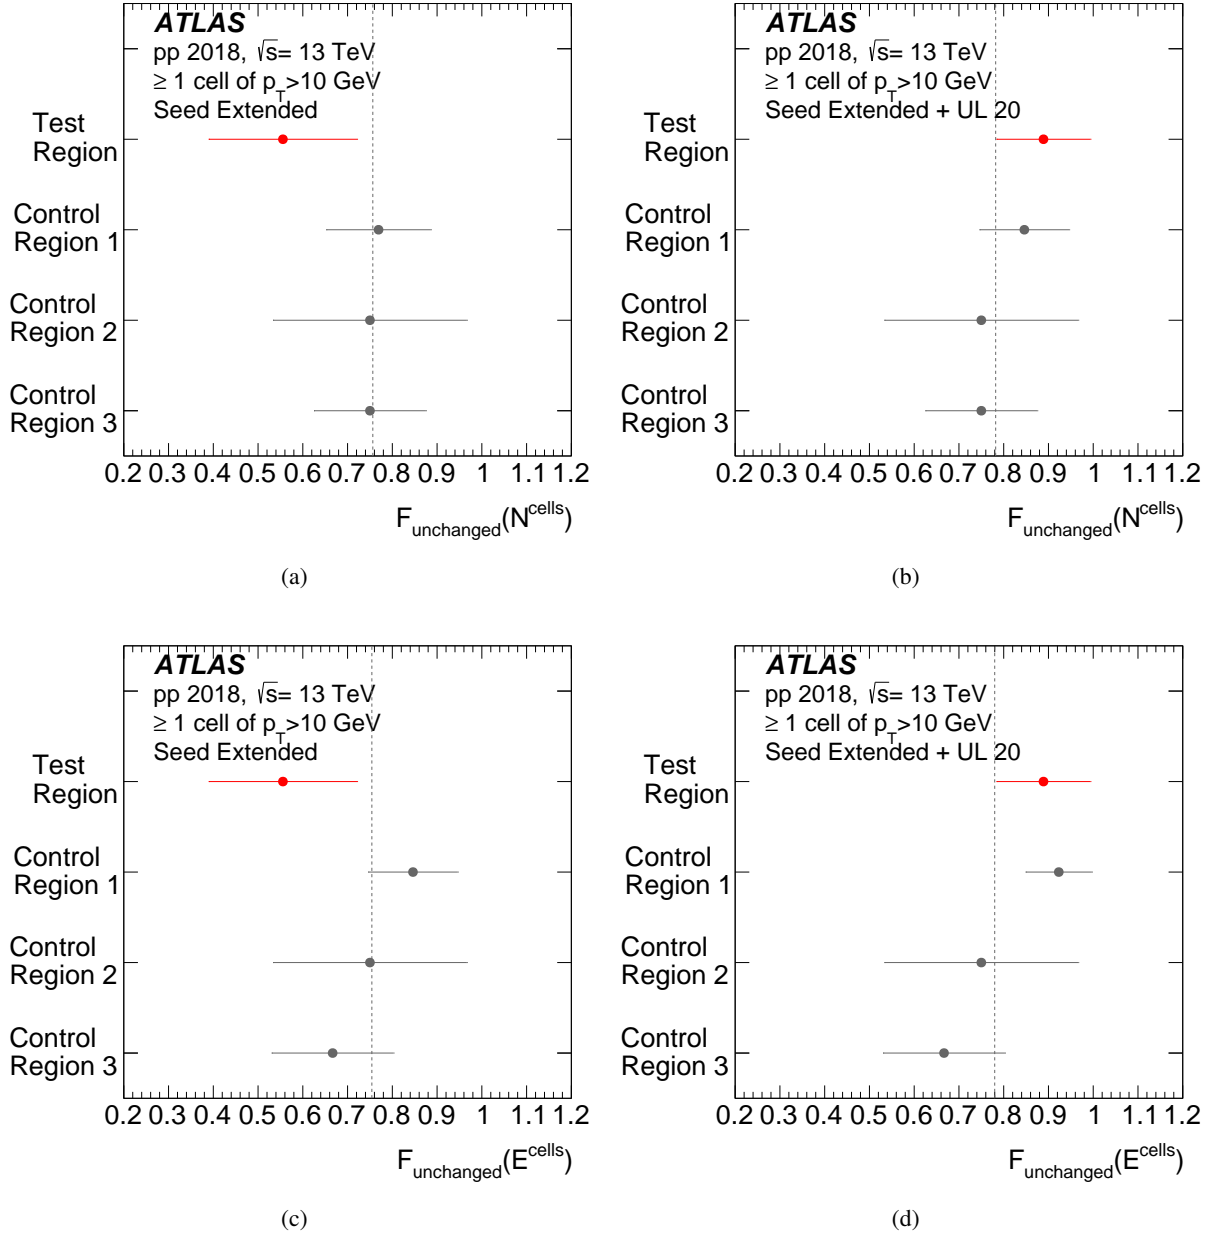 ATLAS
pp 2018, √s= 13 TeV
≥ 1 cell of p_T>10 GeV
Seed Extended
Test
Region
Control
Region 1
Control
Region 2
Control
Region 3
0.2 0.3 0.4 0.5 0.6 0.7 0.8 0.9 1 1.1 1.2
F_unchanged(N^cells)
(a)
ATLAS
pp 2018, √s= 13 TeV
≥ 1 cell of p_T>10 GeV
Seed Extended + UL 20
Test
Region
Control
Region 1
Control
Region 2
Control
Region 3
0.2 0.3 0.4 0.5 0.6 0.7 0.8 0.9 1 1.1 1.2
F_unchanged(N^cells)
(b)
ATLAS
pp 2018, √s= 13 TeV
≥ 1 cell of p_T>10 GeV
Seed Extended
Test
Region
Control
Region 1
Control
Region 2
Control
Region 3
0.2 0.3 0.4 0.5 0.6 0.7 0.8 0.9 1 1.1 1.2
F_unchanged(E^cells)
(c)
ATLAS
pp 2018, √s= 13 TeV
≥ 1 cell of p_T>10 GeV
Seed Extended + UL 20
Test
Region
Control
Region 1
Control
Region 2
Control
Region 3
0.2 0.3 0.4 0.5 0.6 0.7 0.8 0.9 1 1.1 1.2
F_unchanged(E^cells)
(d)